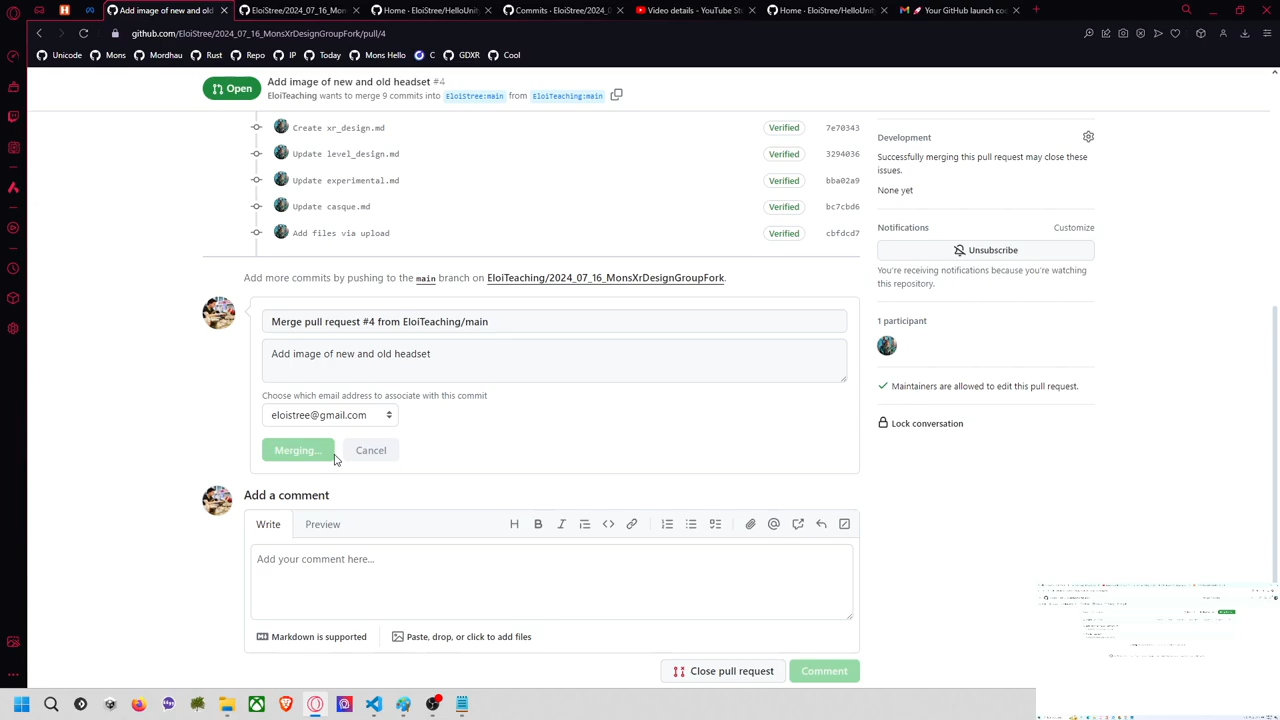 Add image of new and old
EloiStree/2024_07_16_Mons
Home · EloiStree/HelloUnity
Commits · EloiStree/2024_0
Video details - YouTube St
Home · EloiStree/HelloUnity
Your GitHub launch co
github.com/EloiStree/2024_07_16_MonsXrDesignGroupFork/pull/4
Unicode
Mons
Mordhau
Rust
Repo
IP
Today
Mons Hello
C
GDXR
Cool
Open
Add image of new and old headset #4
EloiTeaching wants to merge 9 commits into EloiStree:main from EloiTeaching:main
Create xr_design.md Verified 7e70343
Update level_design.md Verified 3294036
Update experimental.md Verified bba02a9
Update casque.md Verified bc7cbd6
Add files via upload Verified cbfdcd7
Add more commits by pushing to the main branch on EloiTeaching/2024_07_16_MonsXrDesignGroupFork.
Merge pull request #4 from EloiTeaching/main
Add image of new and old headset
Choose which email address to associate with this commit
eloistree@gmail.com
Merging...
Cancel
Add a comment
Write
Preview
Add your comment here...
Markdown is supported
Paste, drop, or click to add files
Close pull request
Comment
Development
Successfully merging this pull request may close these
issues.
None yet
Notifications
Customize
Unsubscribe
You're receiving notifications because you're watching
this repository.
1 participant
Maintainers are allowed to edit this pull request.
Lock conversation